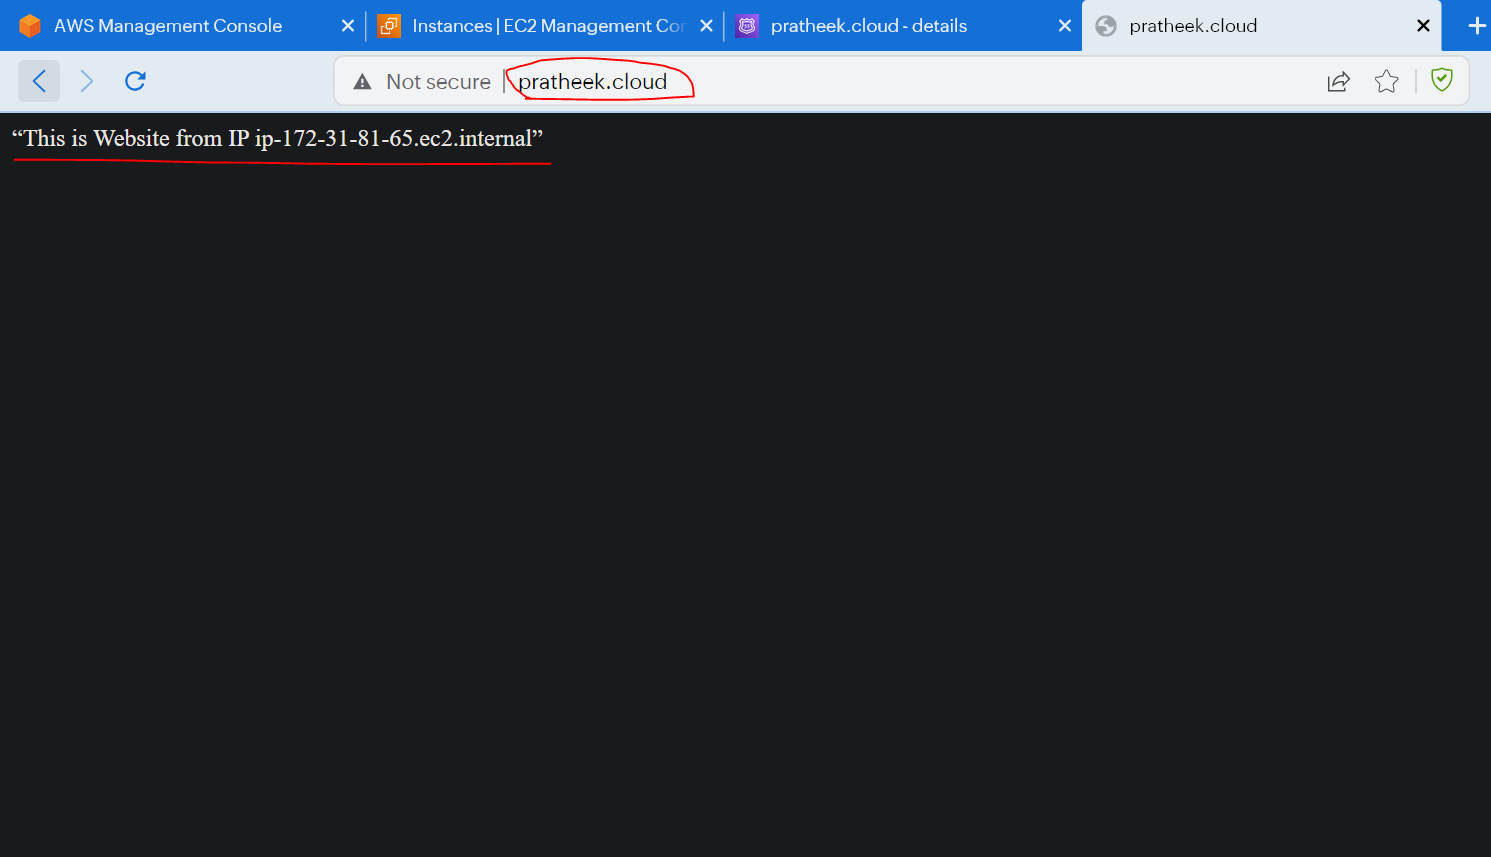 AWS Management Console
Instances | EC2 Management Con
pratheek.cloud - details
pratheek.cloud
Not secure | pratheek.cloud
“This is Website from IP ip-172-31-81-65.ec2.internal”